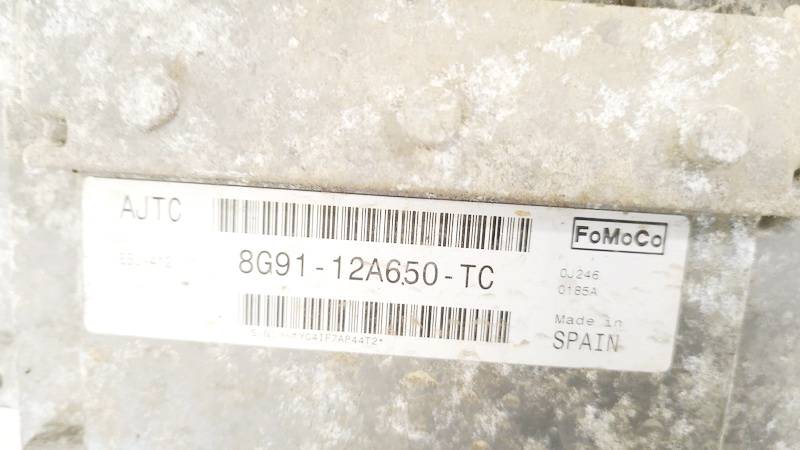 AJTC
FoMoCo
8G91-12A650-TC
0J246
0185A
Made in
SPAIN